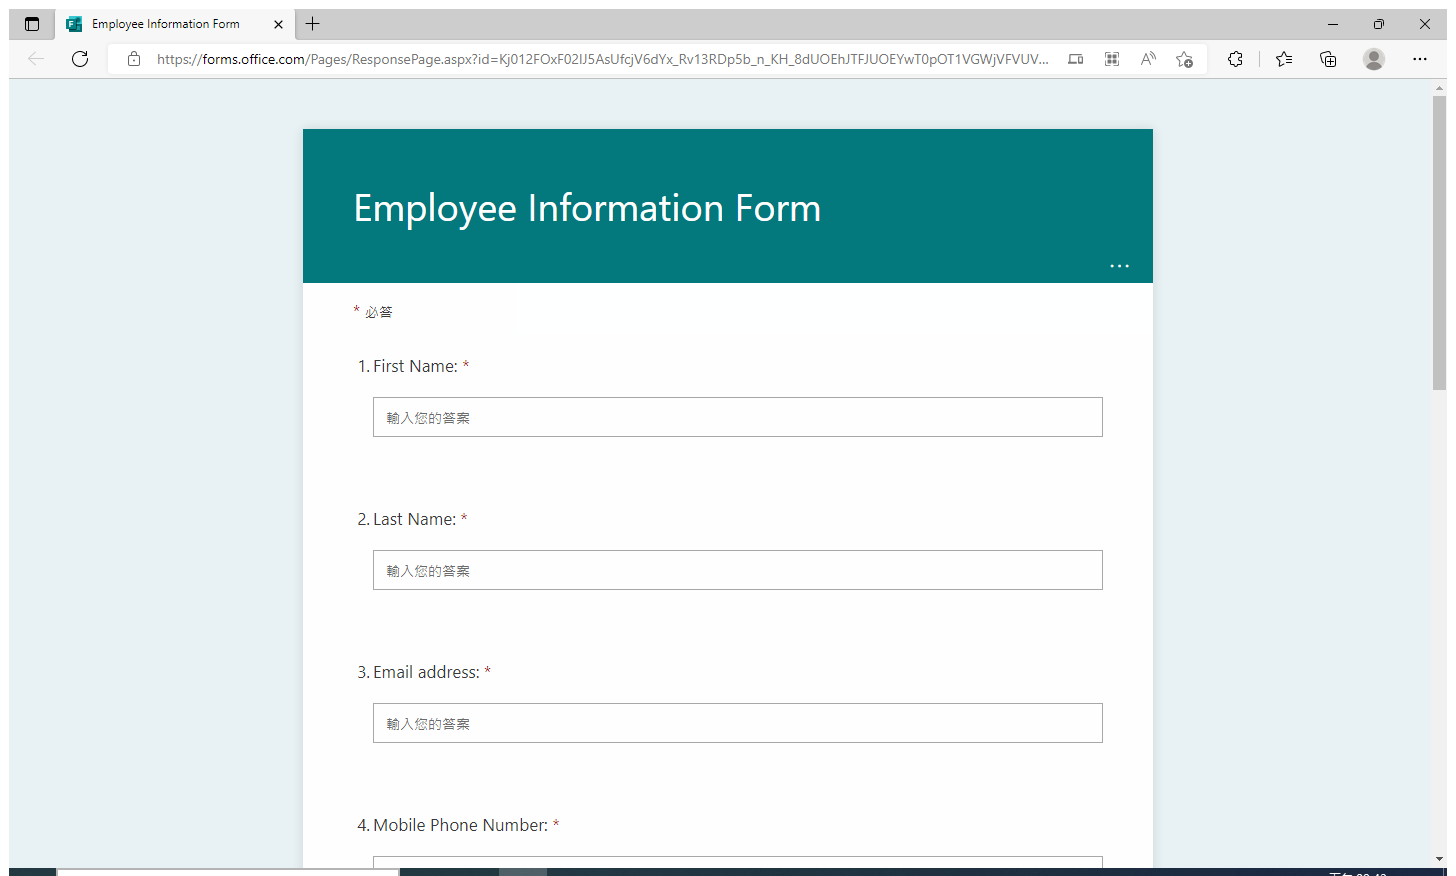 Employee Information Form
https://forms.office.com/Pages/ResponsePage.aspx?id=Kj012FOxF02IJ5AsUfcjV6dYx_Rv13RDp5b_n_KH_8dUOEhJTFJUOEYwT0pOT1VGWjVFVUV...
Employee Information Form
...
* 必答
1. First Name: *
輸入您的答案
2. Last Name: *
輸入您的答案
3. Email address: *
輸入您的答案
4. Mobile Phone Number: *